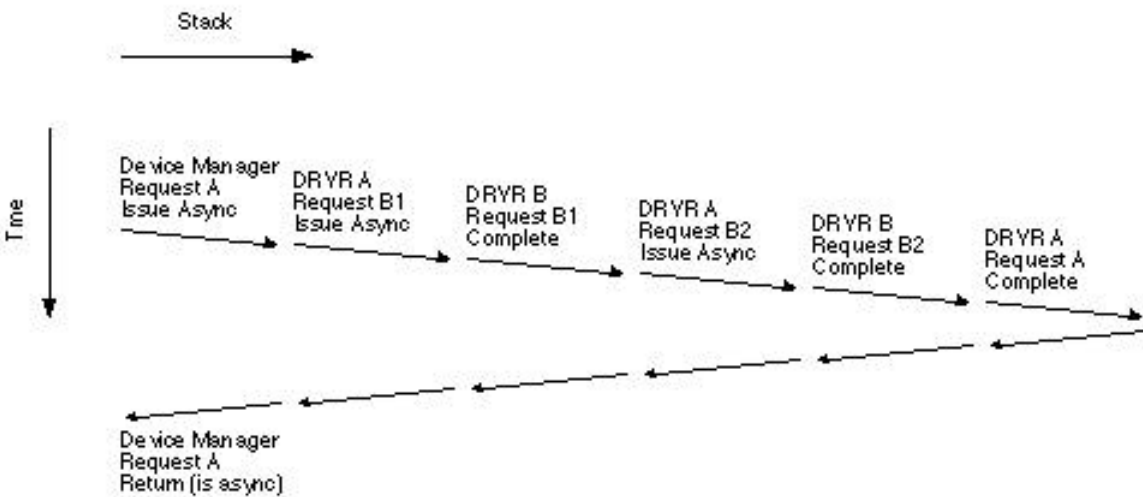 Stack
Time
Device Manager
Request A
Issue Async
DRVR A
Request B1
Issue Async
DRVR B
Request B1
Complete
DRVR A
Request B2
Issue Async
DRVR B
Request B2
Complete
DRVR A
Request A
Complete
Device Manager
Request A
Return (is async)